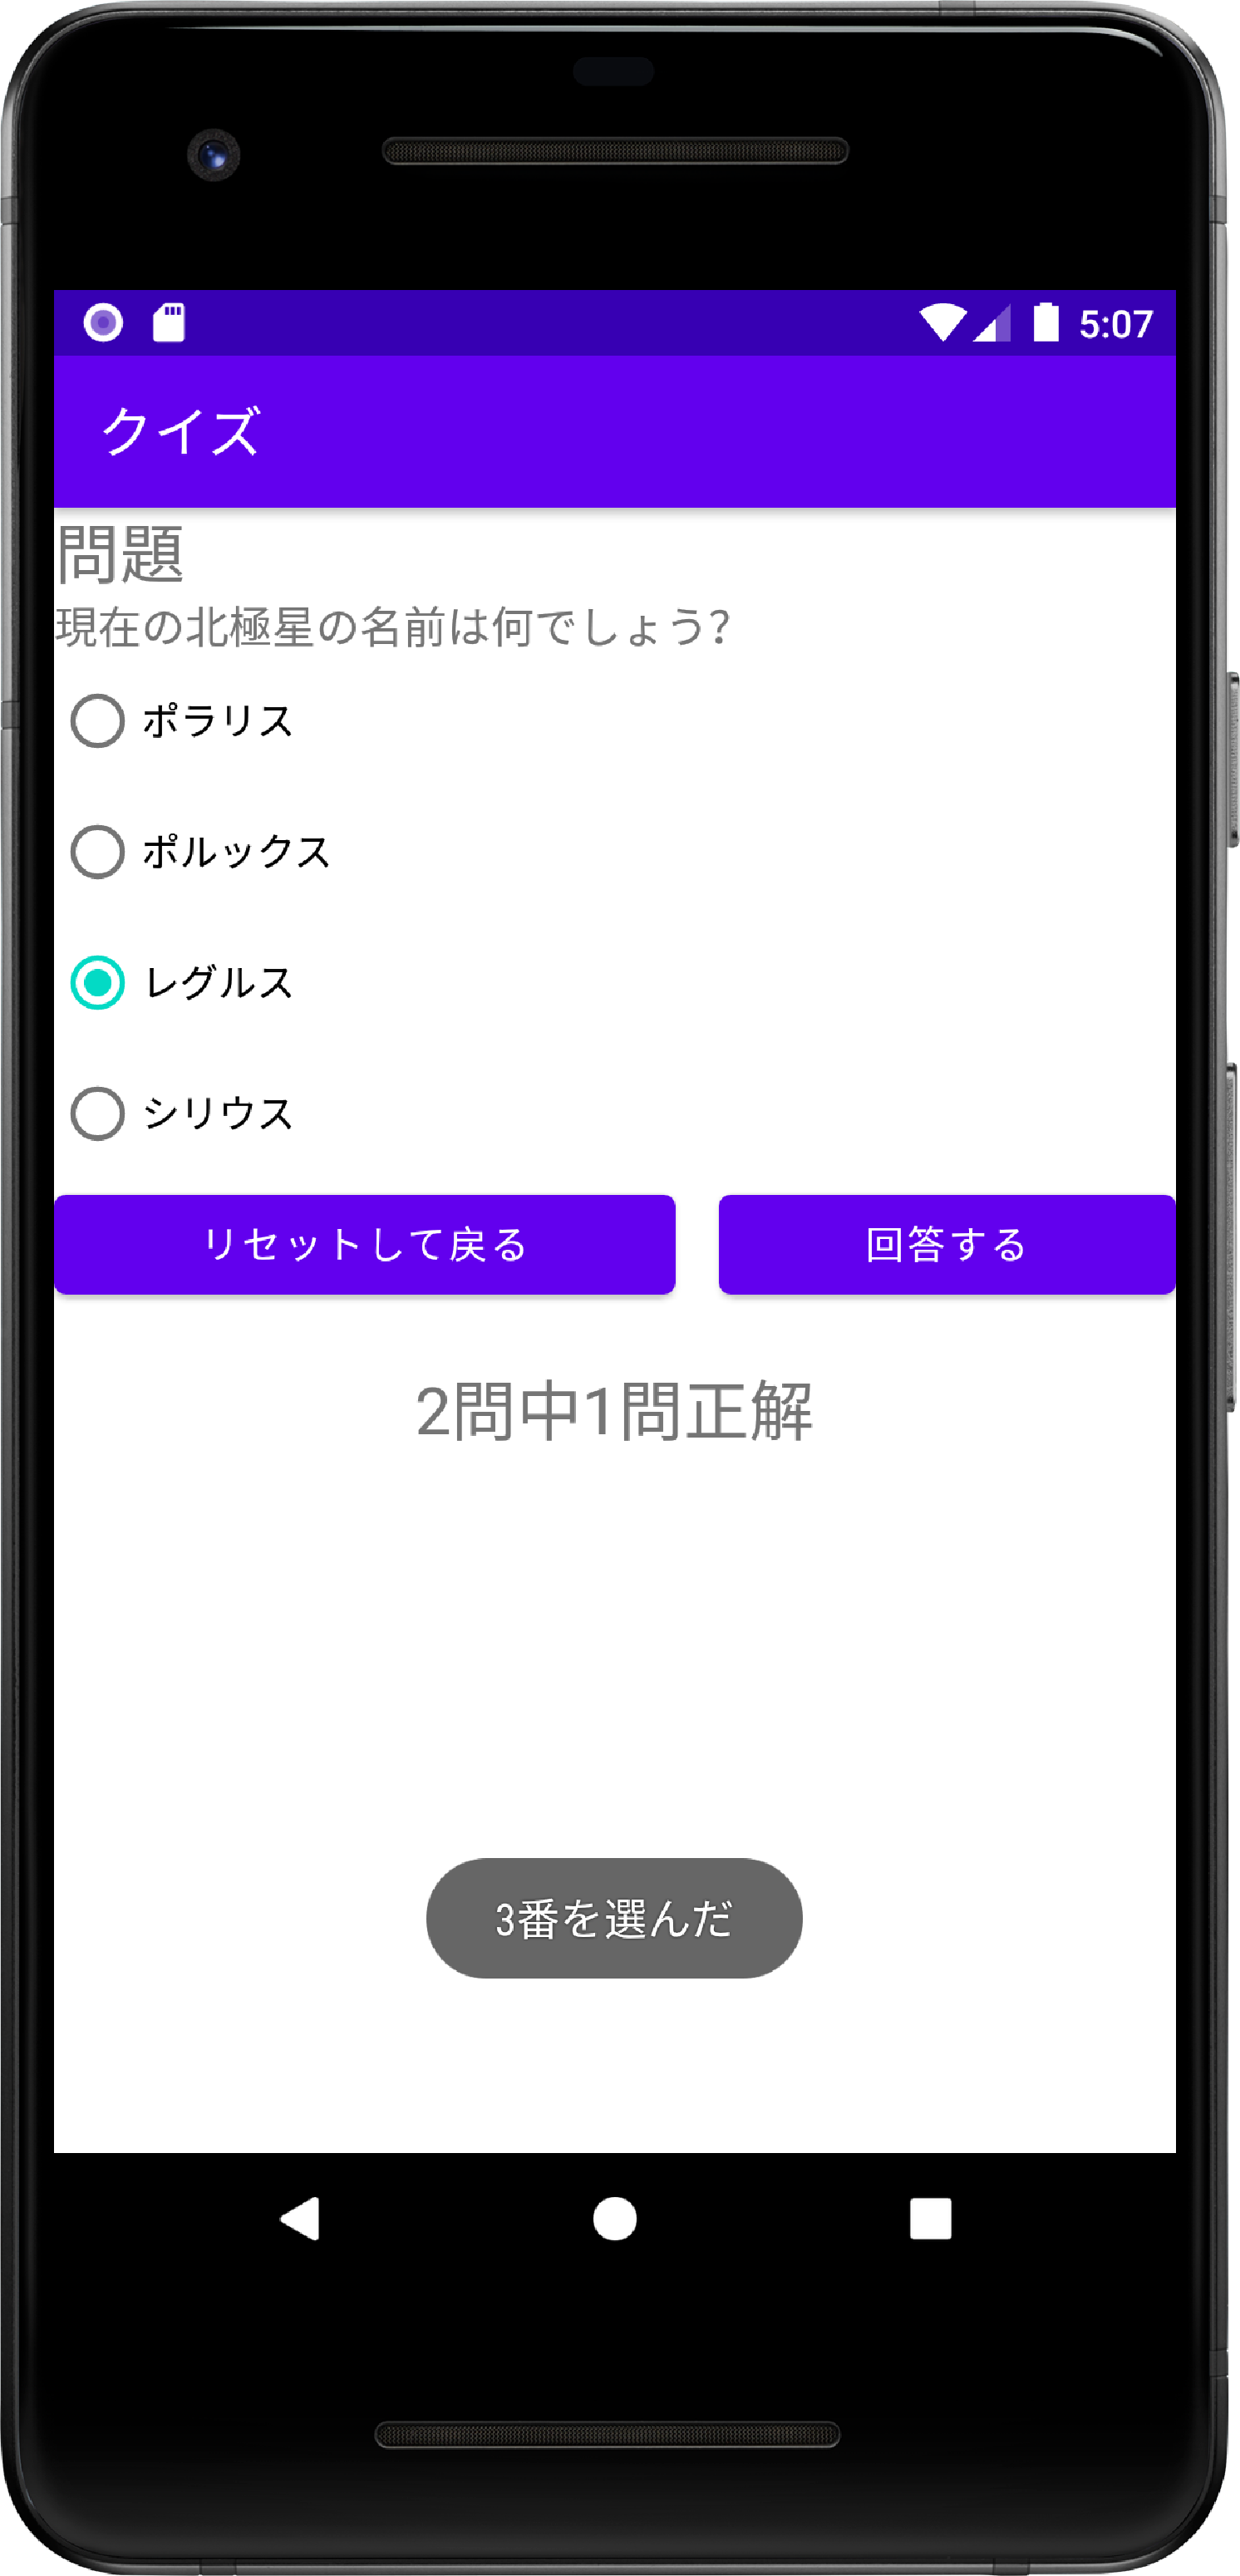 5:07
クイズ
問題
現在の北極星の名前は何でしょう？
ポラリス
ポルックス
レグルス
シリウス
リセットして戻る 回答する
2問中1問正解
3番を選んだ